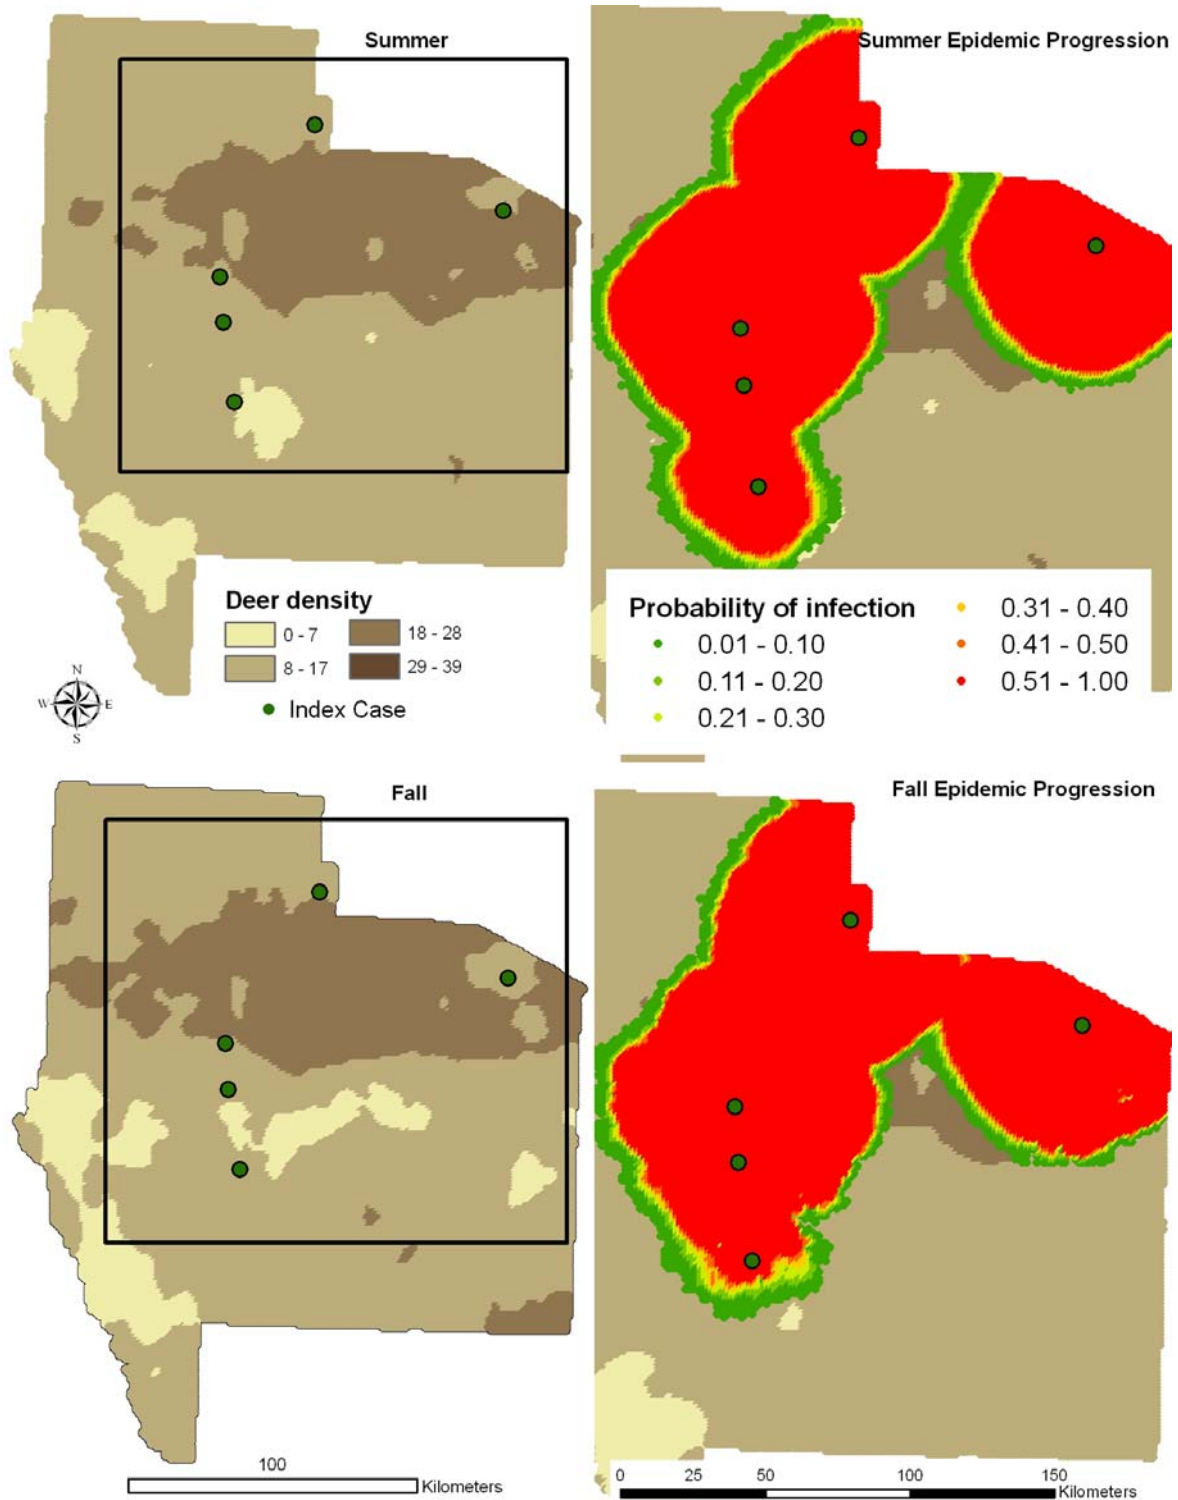 Summer
Summer Epidemic Progression
Deer density
0 - 7
18 - 28
8 - 17
29 - 39
Index Case
N
W
E
S
Probability of infection
0.01 - 0.10
0.11 - 0.20
0.21 - 0.30
0.31 - 0.40
0.41 - 0.50
0.51 - 1.00
Fall
Fall Epidemic Progression
100
Kilometers
0 25 50 100 150
Kilometers